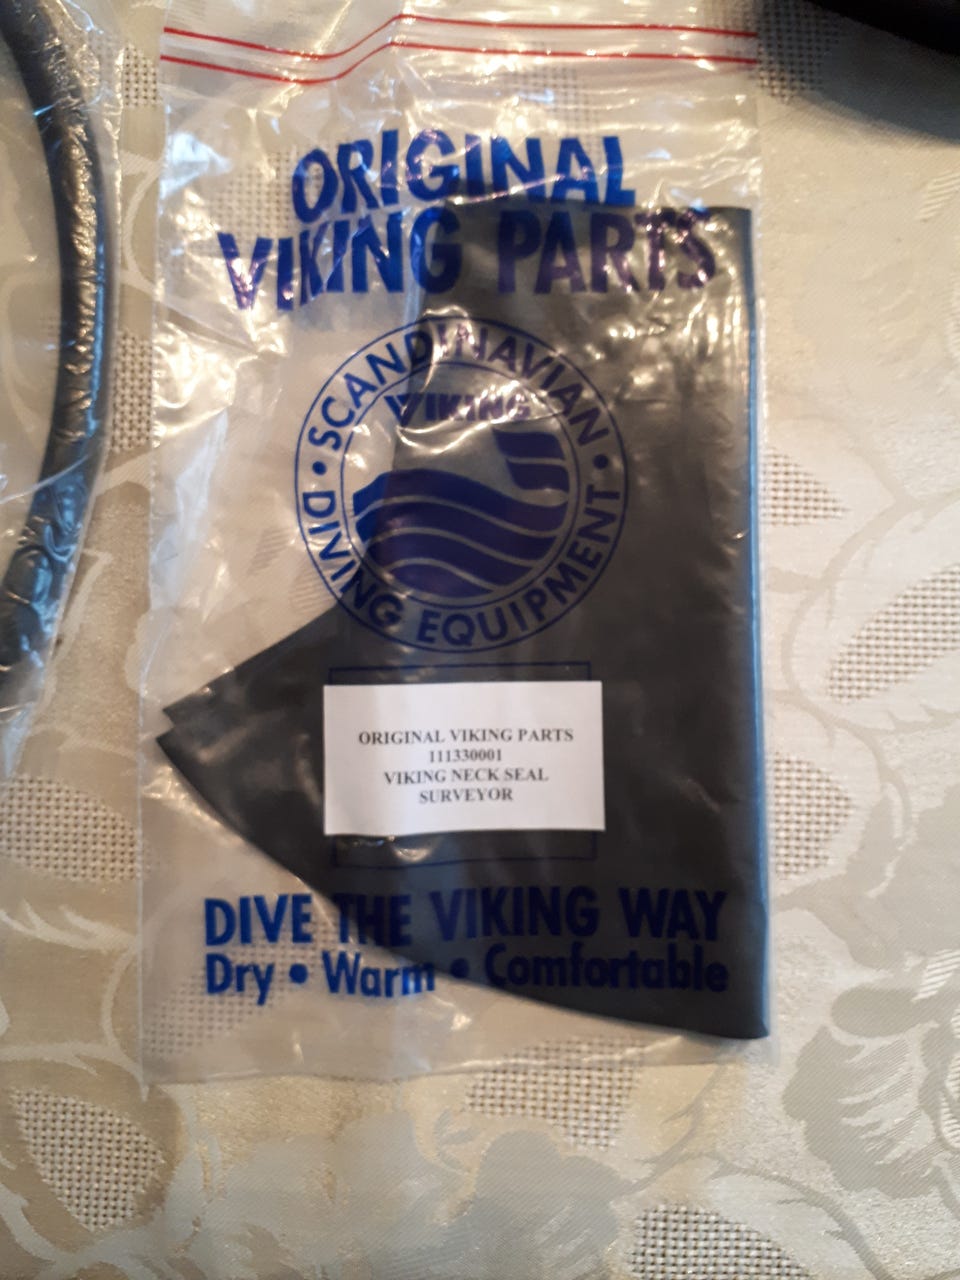 ORIGINAL
VIKING PARTS
SCANDINAVIAN
VIKING
• DIVING EQUIPMENT •
ORIGINAL VIKING PARTS
111330001
VIKING NECK SEAL
SURVEYOR
DIVE THE VIKING WAY
Dry • Warm • Comfortable